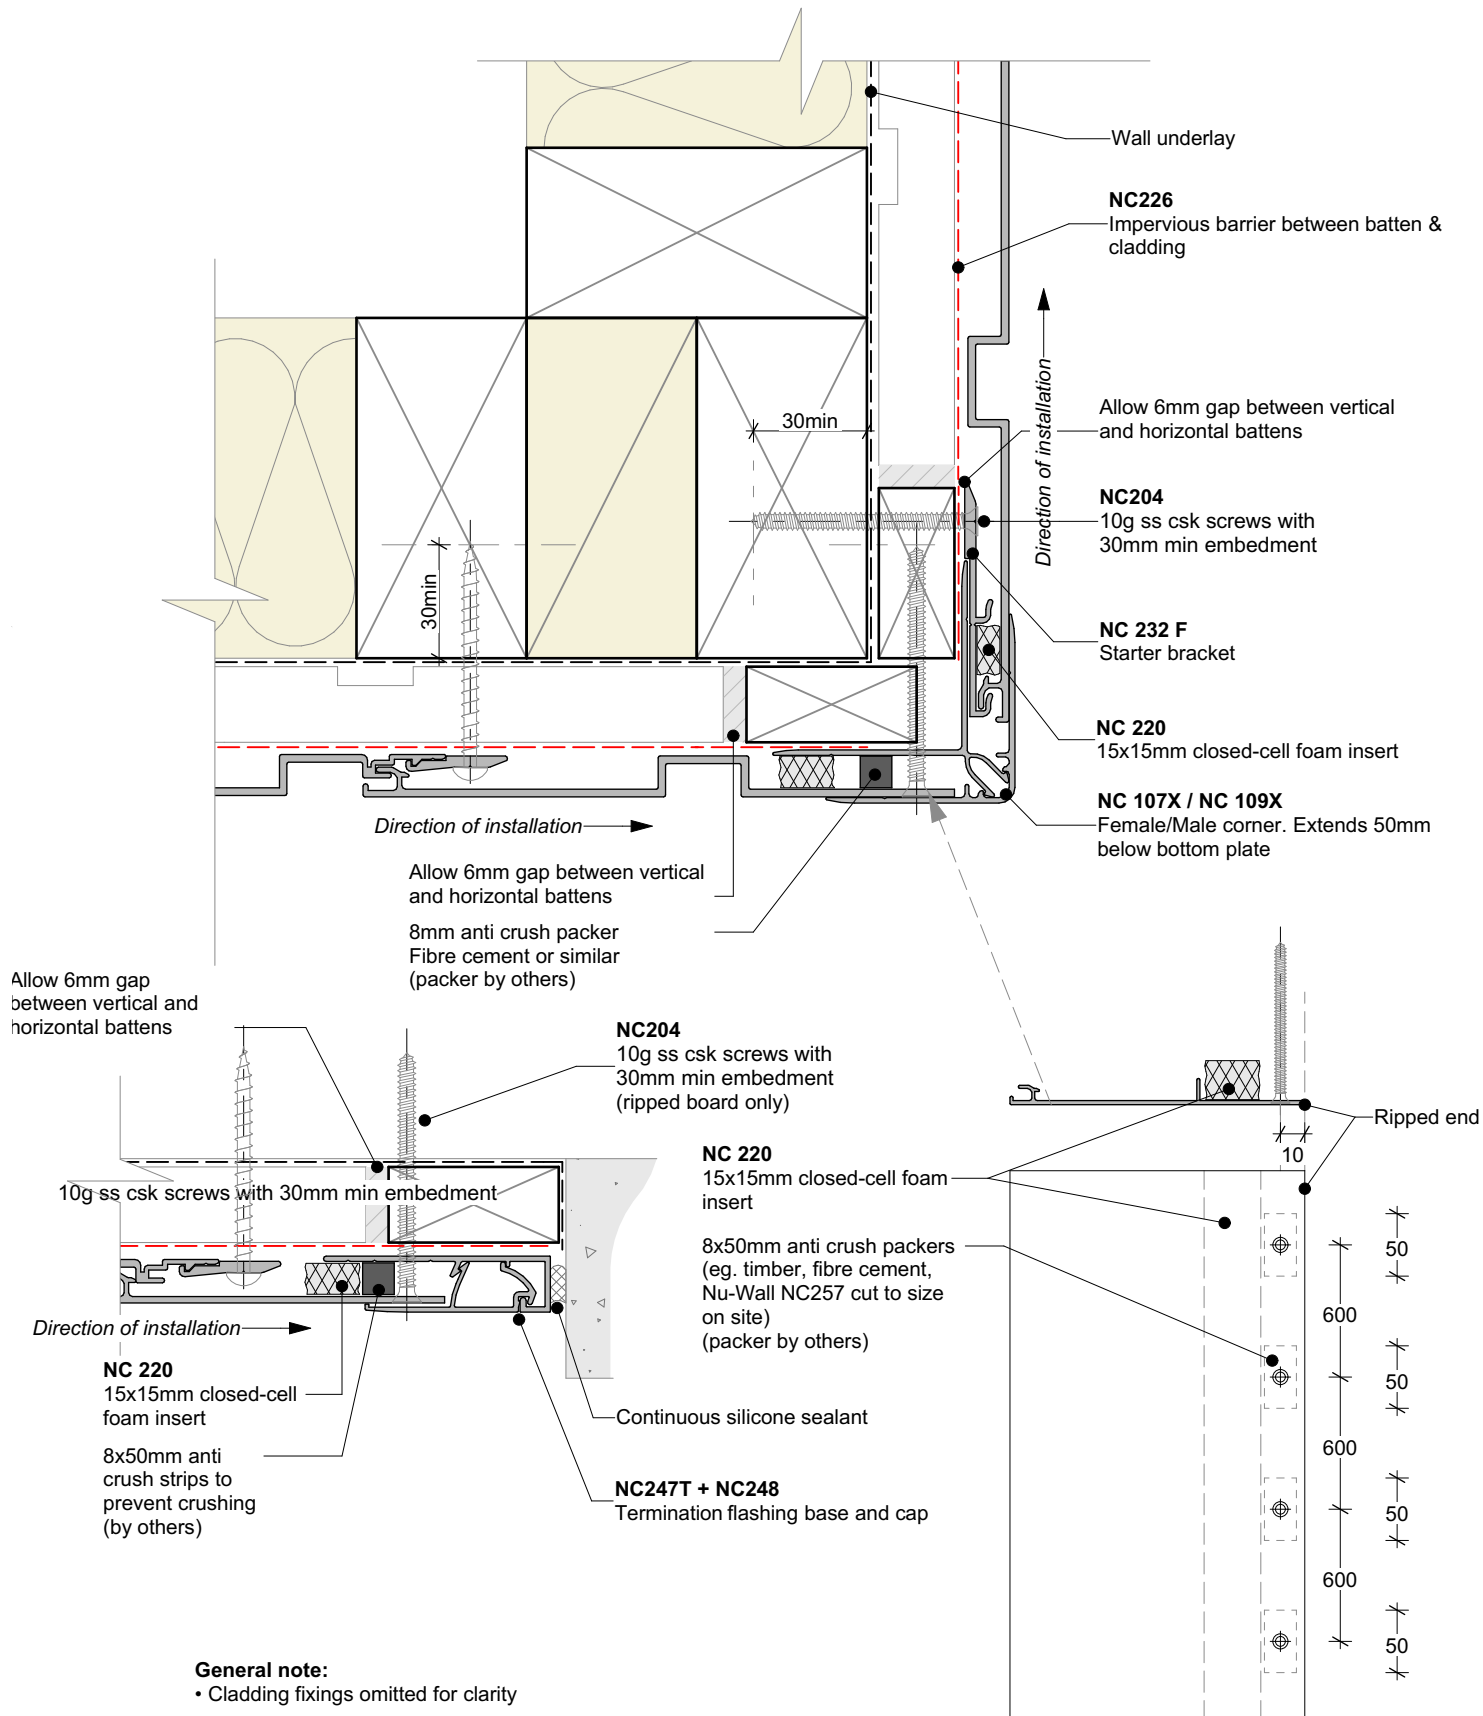 Wall underlay
NC226
Impervious barrier between batten &
cladding
Direction of installation
30min
Allow 6mm gap between vertical
and horizontal battens
NC204
10g ss csk screws with
30mm min embedment
30min
NC 232 F
Starter bracket
NC 220
15x15mm closed-cell foam insert
NC 107X / NC 109X
Female/Male corner. Extends 50mm
below bottom plate
Direction of installation
Allow 6mm gap between vertical
and horizontal battens
8mm anti crush packer
Fibre cement or similar
(packer by others)
Allow 6mm gap
between vertical and
horizontal battens
NC204
10g ss csk screws with
30mm min embedment
(ripped board only)
10g ss csk screws with 30mm min embedment
Direction of installation
NC 220
15x15mm closed-cell
foam insert
8x50mm anti
crush strips to
prevent crushing
(by others)
Continuous silicone sealant
NC247T + NC248
Termination flashing base and cap
Ripped end
10
NC 220
15x15mm closed-cell foam
insert
8x50mm anti crush packers
(eg. timber, fibre cement,
Nu-Wall NC257 cut to size
on site)
(packer by others)
50
600
50
600
50
600
50
General note:
• Cladding fixings omitted for clarity